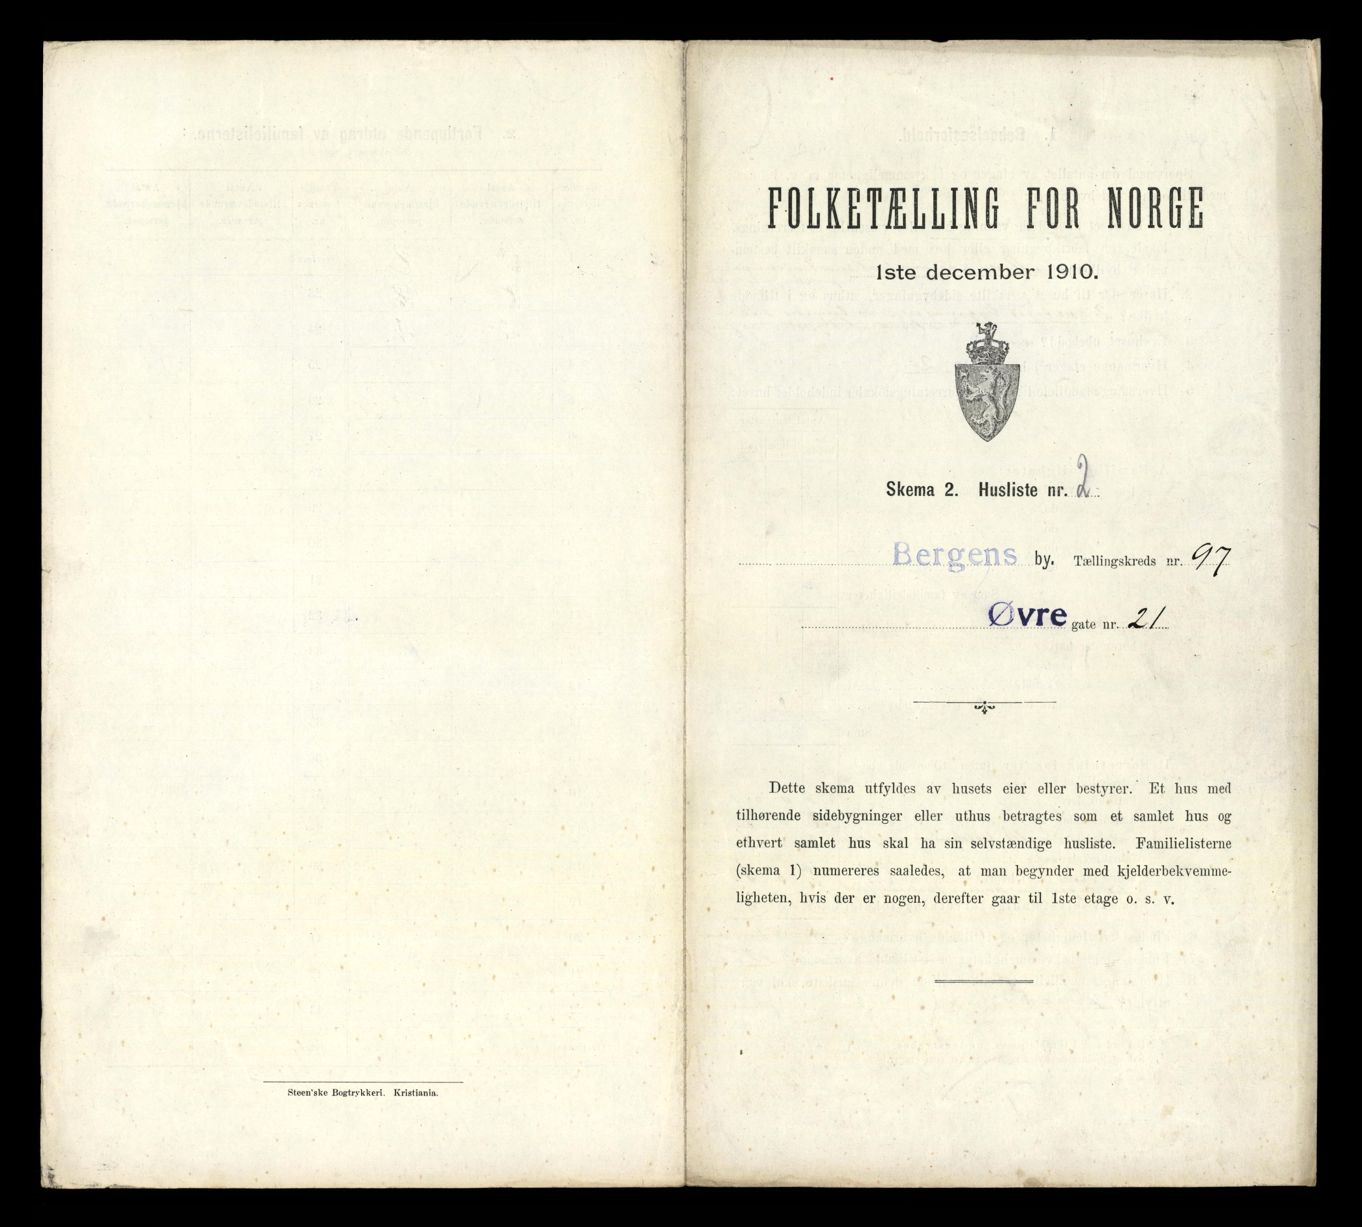 FOLKETÆLLING FOR NORGE
1ste december 1910.
Skema 2. Husliste nr. 2
Bergens by. Tællingskreds nr. 97
Øvre gate nr. 21
Dette skema utfyldes av husets eier eller bestyrer. Et hus med
tilhørende sidebygninger eller uthus betragtes som et samlet hus og
ethvert samlet hus skal ha sin selvstændige husliste. Familielisterne
(skema 1) numereres saaledes, at man begynder med kjelderbekvemme-
ligheten, hvis der er nogen, derefter gaar til 1ste etage o. s. v.
Steen'ske Bogtrykkeri. Kristiania.